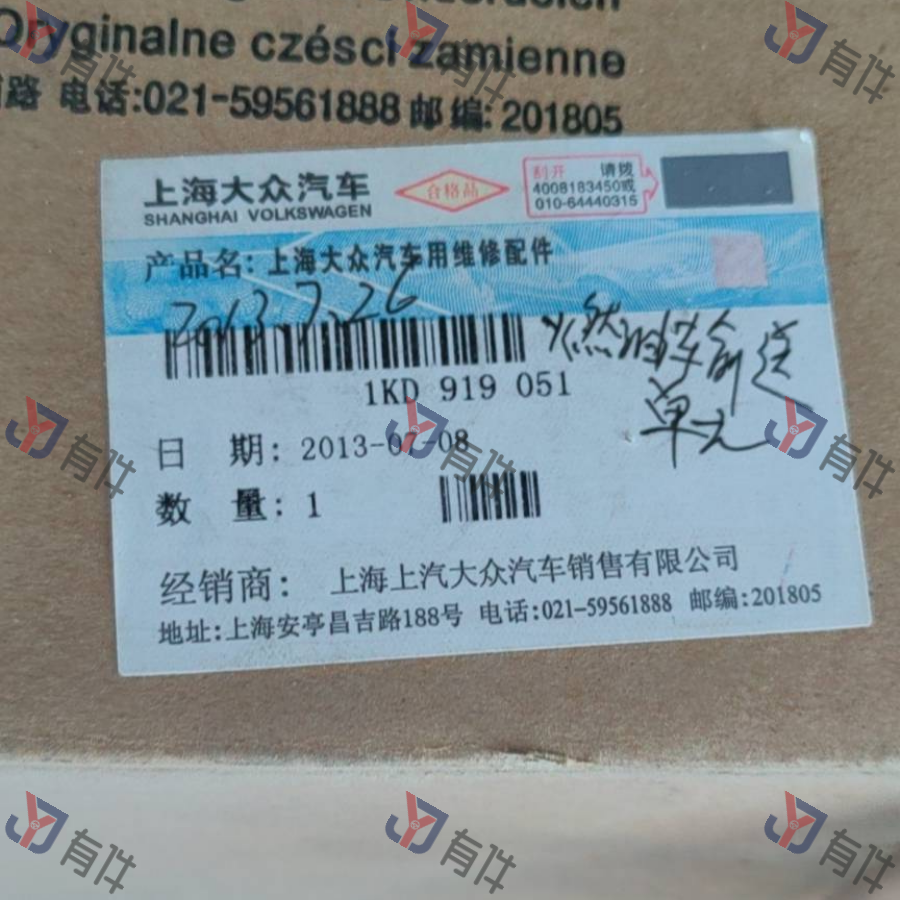 Oryginalne części zamienne
路 电话:021-59561888 邮编:201805
上海大众汽车
SHANGHAI VOLKSWAGEN
合格品
刮开 请拨
4008183450或
010-64440315
产品名:上海大众汽车用维修配件
2013.7.26
燃油输送
单元
1KD 919 051
日 期:2013-07-08
数 量:1
经销商: 上海上汽大众汽车销售有限公司
地址:上海安亭昌吉路188号 电话:021-59561888 邮编:201805
有件
有件
有件
有件
有件
有件
有件
有件
有件